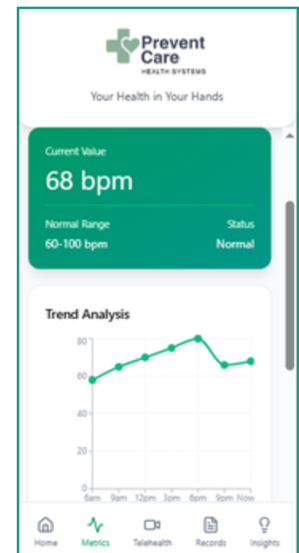 Prevent
Care
HEALTH SYSTEMS
Your Health in Your Hands
Current Value
68 bpm
Normal Range Status
60-100 bpm Normal
Trend Analysis
80
60
40
20
0
6am 9am 12pm 3pm 6pm 9pm Now
Home Metrics Telehealth Records Insights